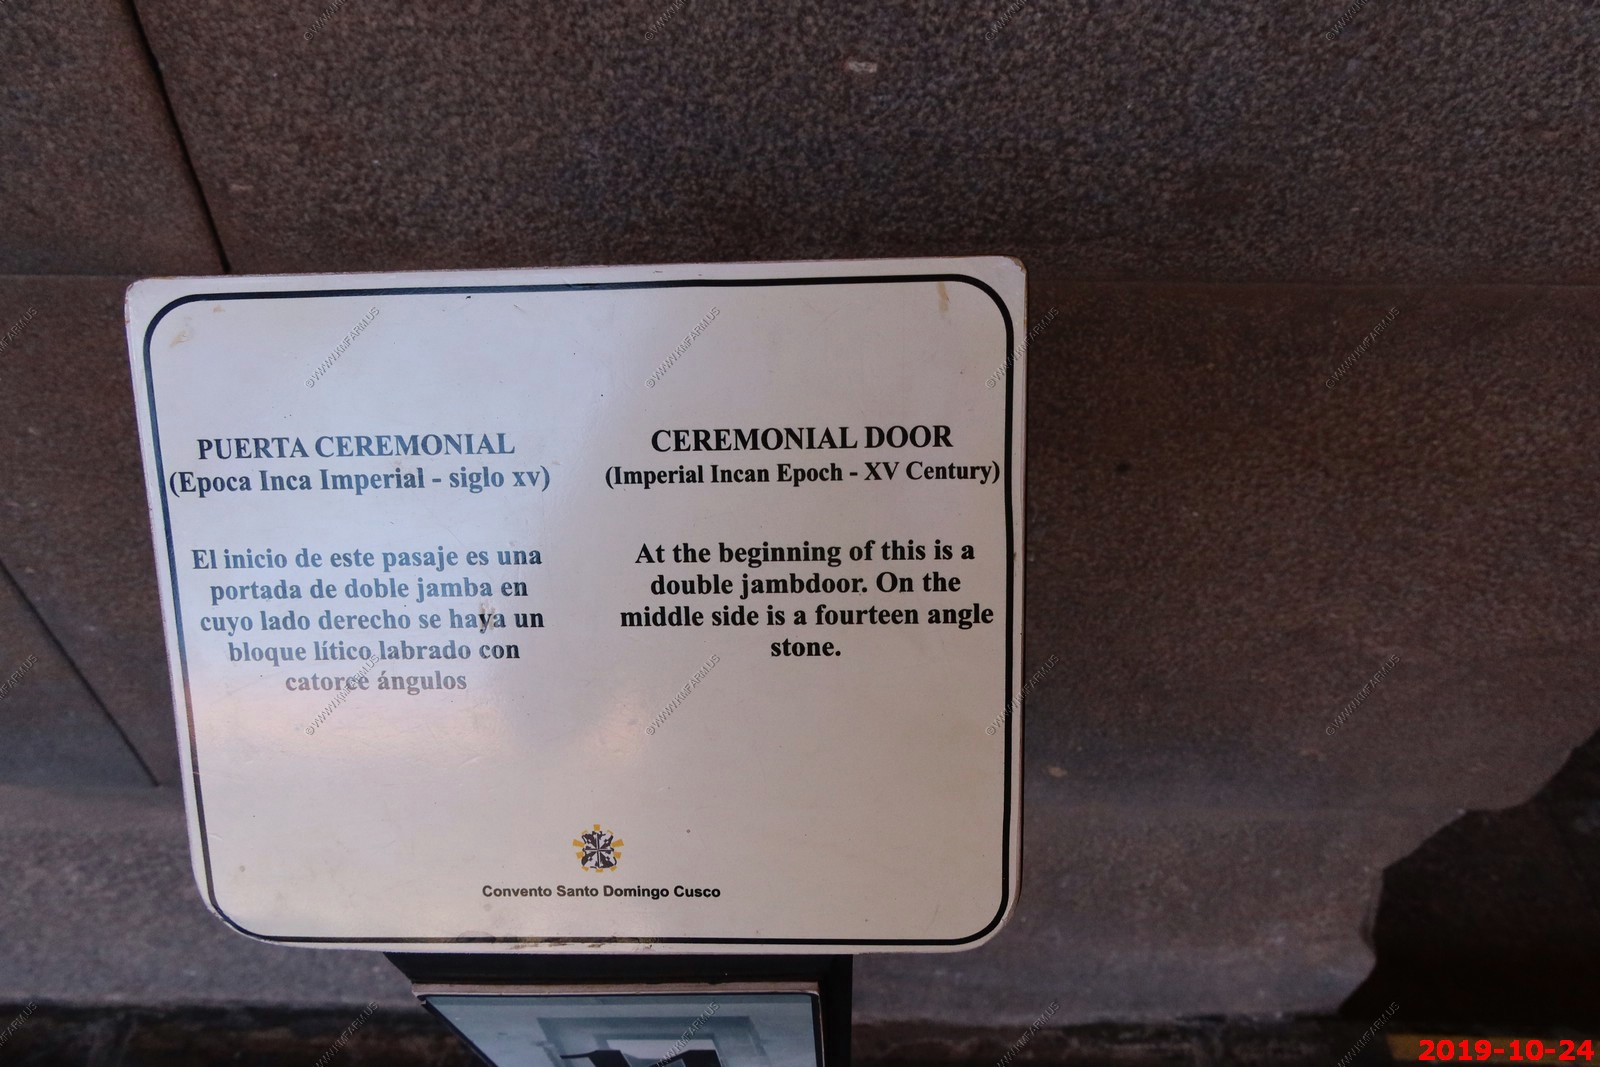 PUERTA CEREMONIAL
(Epoca Inca Imperial - siglo xv)
El inicio de este pasaje es una
portada de doble jamba en
cuyo lado derecho se haya un
bloque lítico labrado con
catorce ángulos
CEREMONIAL DOOR
(Imperial Incan Epoch - XV Century)
At the beginning of this is a
double jambdoor. On the
middle side is a fourteen angle
stone.
Convento Santo Domingo Cusco
©WWW.KMFARM.US
2019-10-24